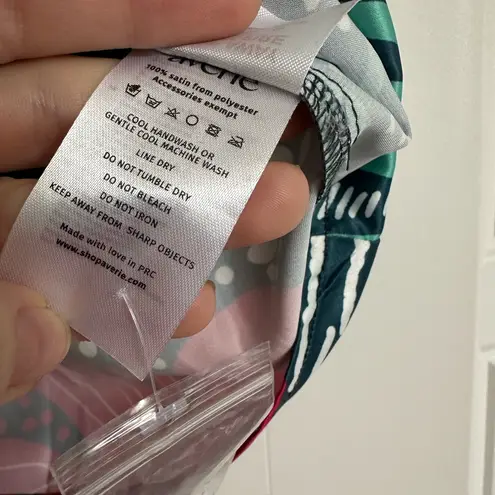 averie
100% satin from polyester
Accessories exempt
COOL HANDWASH OR
GENTLE COOL MACHINE WASH
LINE DRY
DO NOT TUMBLE DRY
DO NOT BLEACH
DO NOT IRON
KEEP AWAY FROM SHARP OBJECTS
Made with love in PRC
www.shopaverie.com